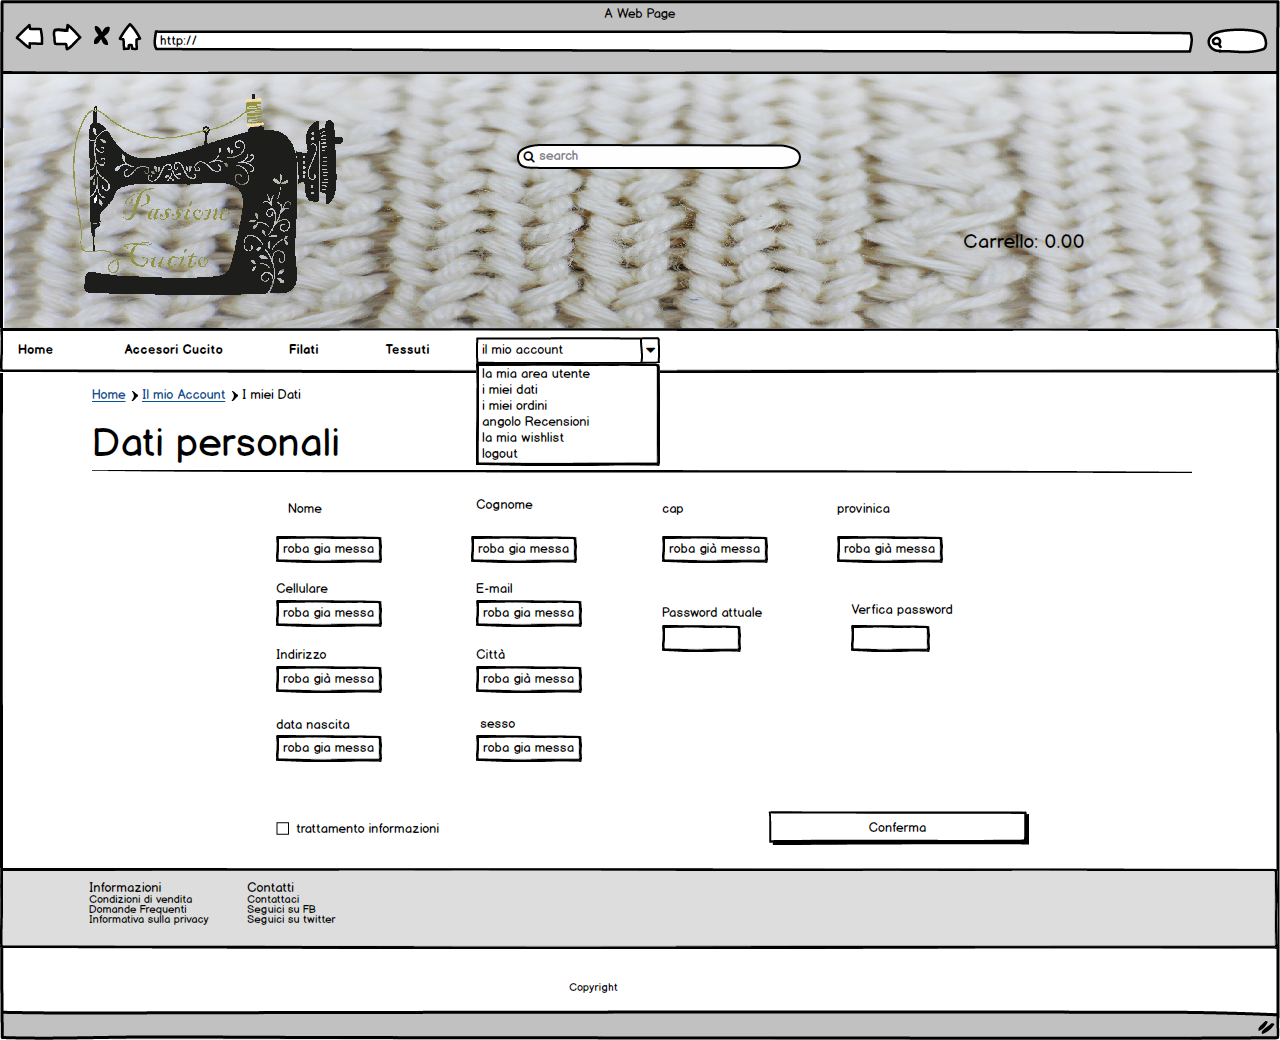 A Web Page
http://
search
Passione
Cucito
Carrello: 0.00
Home Accesori Cucito Filati Tessuti il mio account
la mia area utente
i miei dati
i miei ordini
angolo Recensioni
la mia wishlist
logout
Home Il mio Account I miei Dati
Dati personali
Nome Cognome cap provinica
roba gia messa roba gia messa roba già messa roba già messa
Cellulare E-mail
roba gia messa roba già messa
Password attuale Verfica password
Indirizzo Città
roba già messa roba già messa
data nascita sesso
roba gia messa roba gia messa
trattamento informazioni Conferma
Informazioni Contatti
Condizioni di vendita Contattaci
Domande Frequenti Seguici su FB
Informativa sulla privacy Seguici su twitter
Copyright